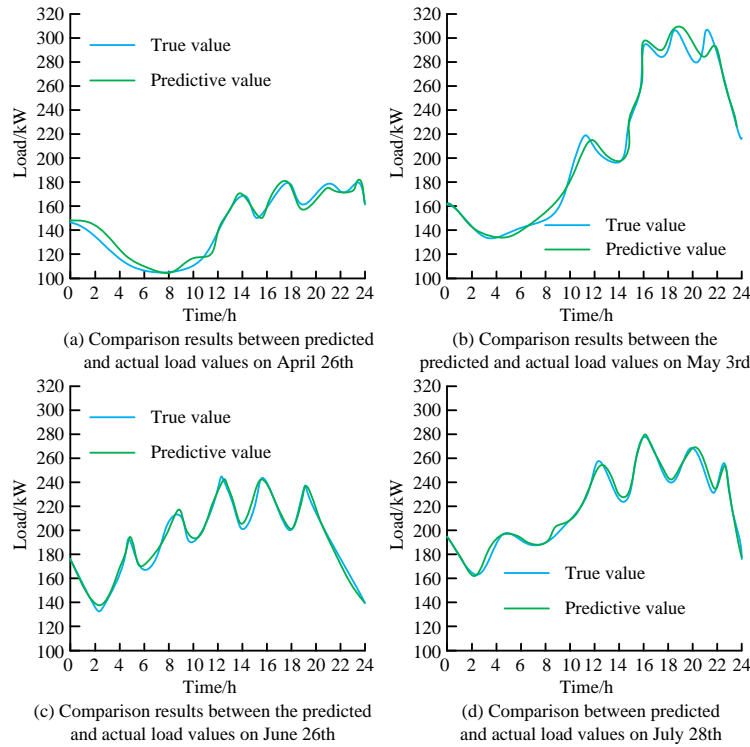 320
300
280
260
240
220
200
180
160
140
120
100
Load/kW
True value
Predictive value
0 2 4 6 8 10 12 14 16 18 20 22 24
Time/h
(a) Comparison results between predicted
and actual load values on April 26th
320
300
280
260
240
220
200
180
160
140
120
100
Load/kW
True value
Predictive value
0 2 4 6 8 10 12 14 16 18 20 22 24
Time/h
(b) Comparison results between the
predicted and actual load values on May 3rd
320
300
280
260
240
220
200
180
160
140
120
100
Load/kW
True value
Predictive value
0 2 4 6 8 10 12 14 16 18 20 22 24
Time/h
(c) Comparison results between the predicted
and actual load values on June 26th
320
300
280
260
240
220
200
180
160
140
120
100
Load/kW
True value
Predictive value
0 2 4 6 8 10 12 14 16 18 20 22 24
Time/h
(d) Comparison between predicted
and actual load values on July 28th